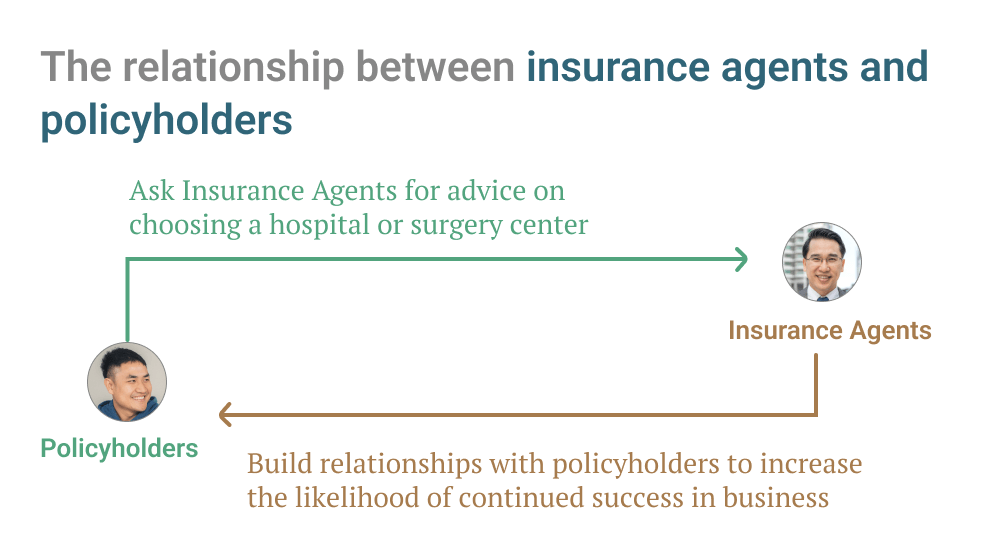 The relationship between insurance agents and
policyholders
Ask Insurance Agents for advice on
choosing a hospital or surgery center
Insurance Agents
Policyholders
Build relationships with policyholders to increase
the likelihood of continued success in business